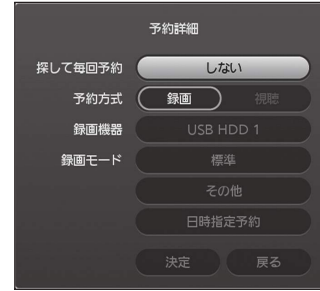 予約詳細
探して毎回予約 しない
予約方式 録画 視聴
録画機器 USB HDD 1
録画モード 標準
その他
日時指定予約
決定 戻る